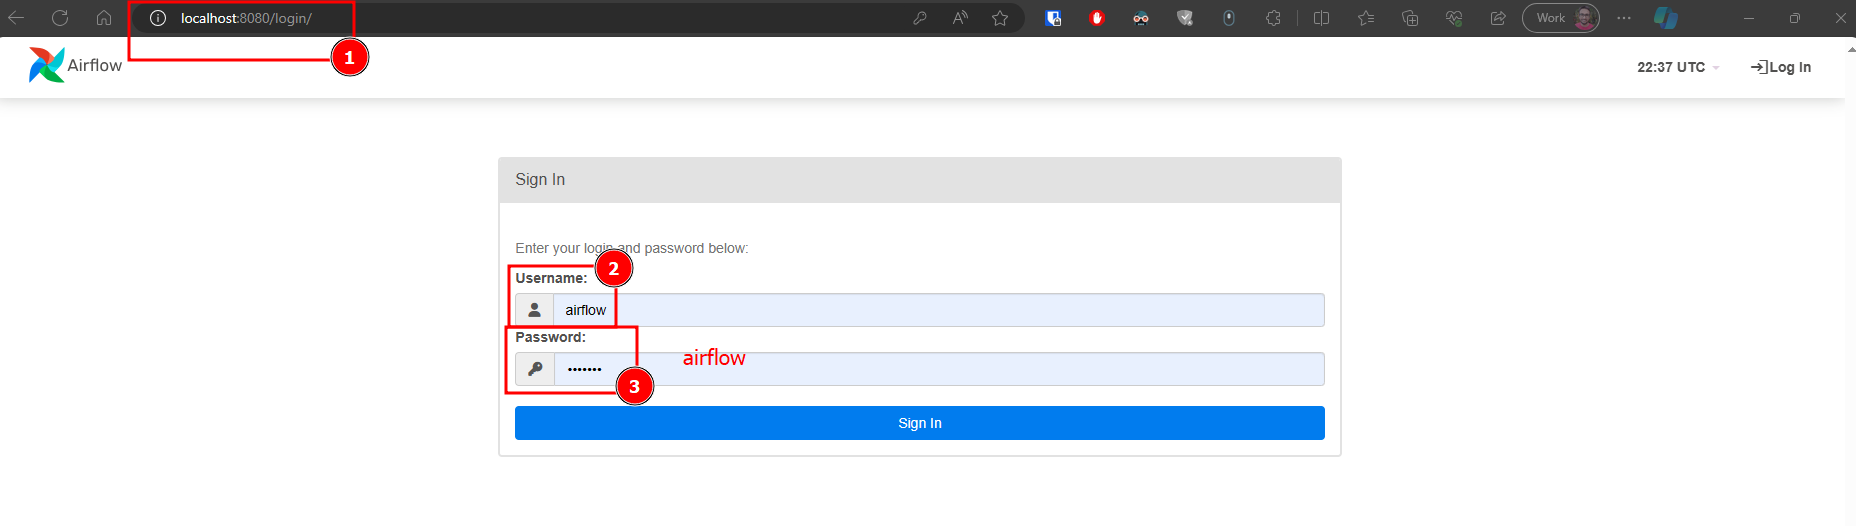 localhost:8080/login/
Work
1
Airflow
22:37 UTC
Log In
Sign In
Enter your login and password below:
2
Username:
airflow
Password:
•••••••
airflow
3
Sign In